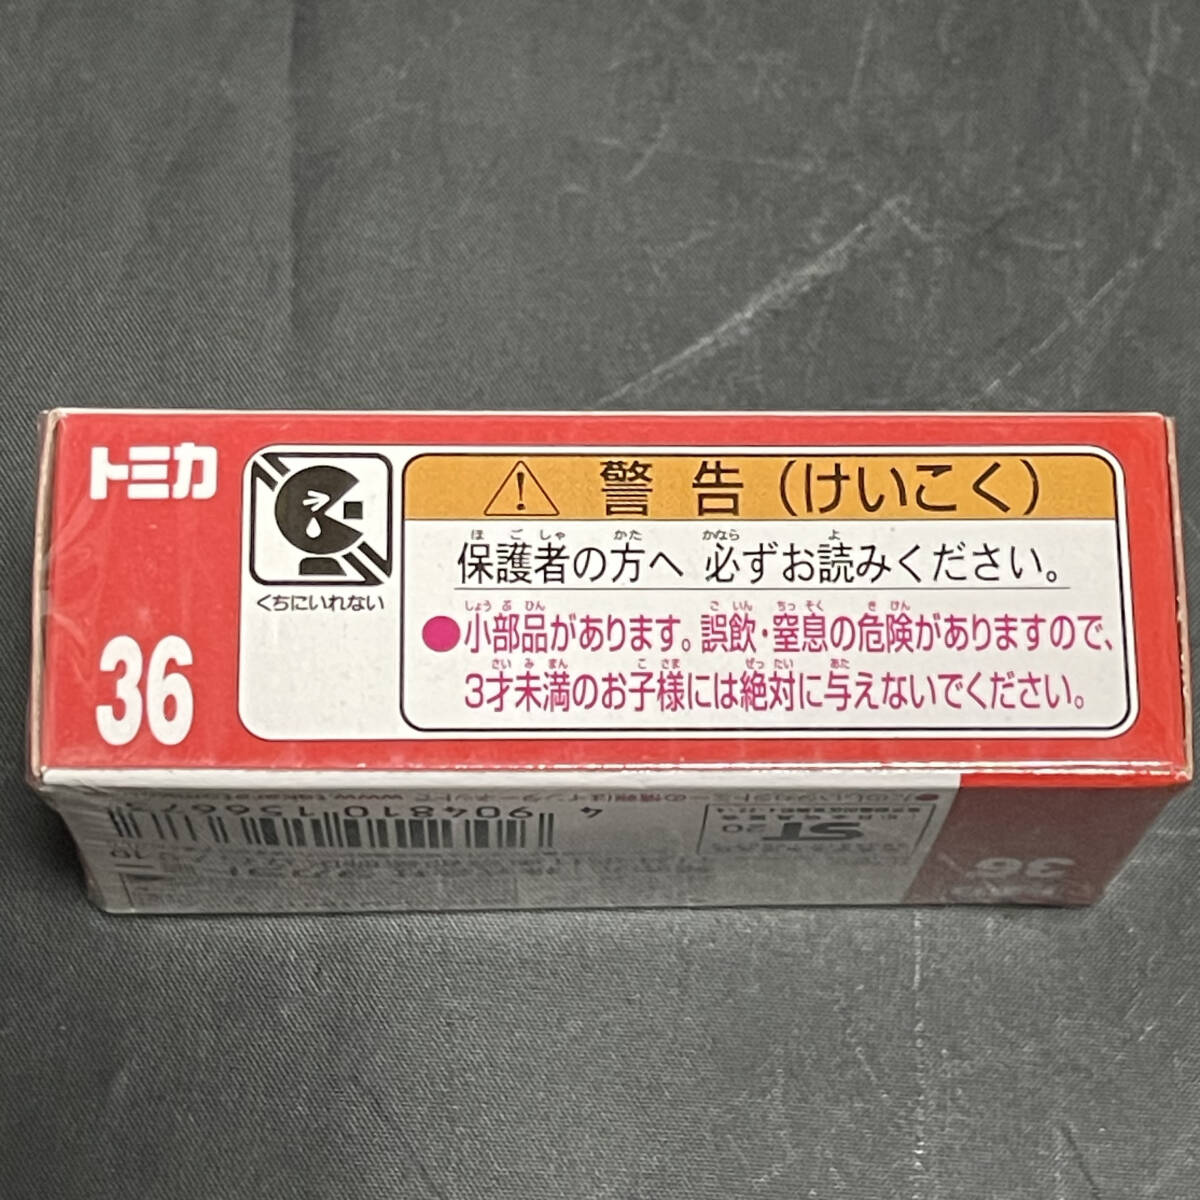 トミカ
36
くちにいれない
警告（けいこく）
ほごしゃ かた かなら よ
保護者の方へ 必ずお読みください。
しょうぶひん ごいん ちっそく きけん
●小部品があります。誤飲・窒息の危険がありますので、
さいみまん こさま ぜったい あた
3才未満のお子様には絶対に与えないでください。
4 904810 156673
ST
20
36